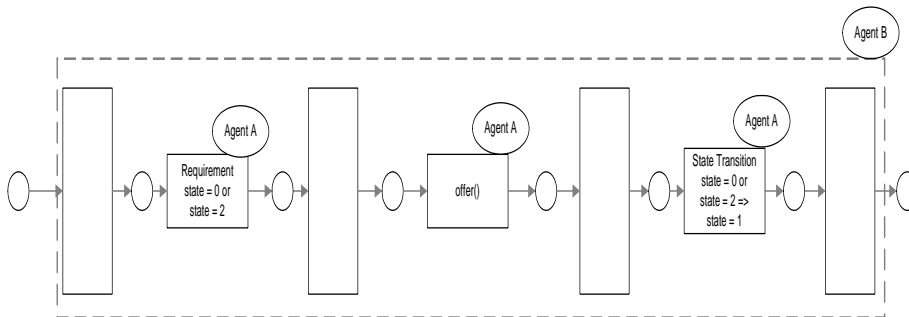 Agent B
Agent A
Requirement
state = 0 or
state = 2
Agent A
offer()
Agent A
State Transition
state = 0 or
state = 2 =>
state = 1